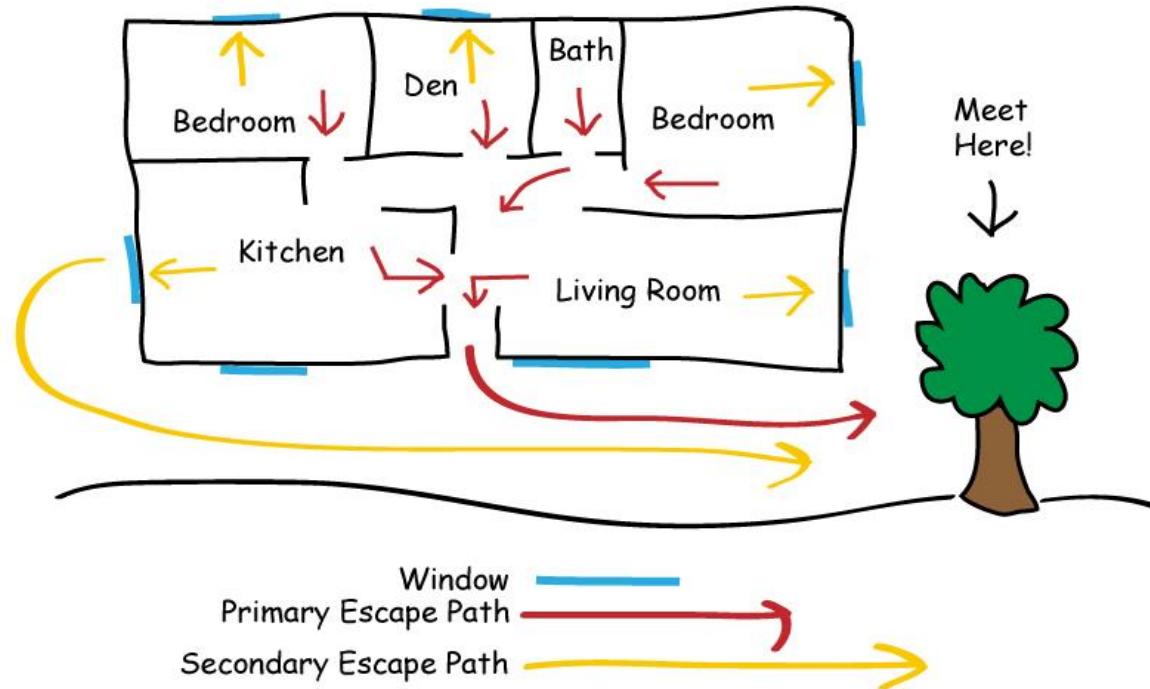 Bath
Den
Bedroom
Bedroom
Meet
Here!
Kitchen
Living Room
Window
Primary Escape Path
Secondary Escape Path